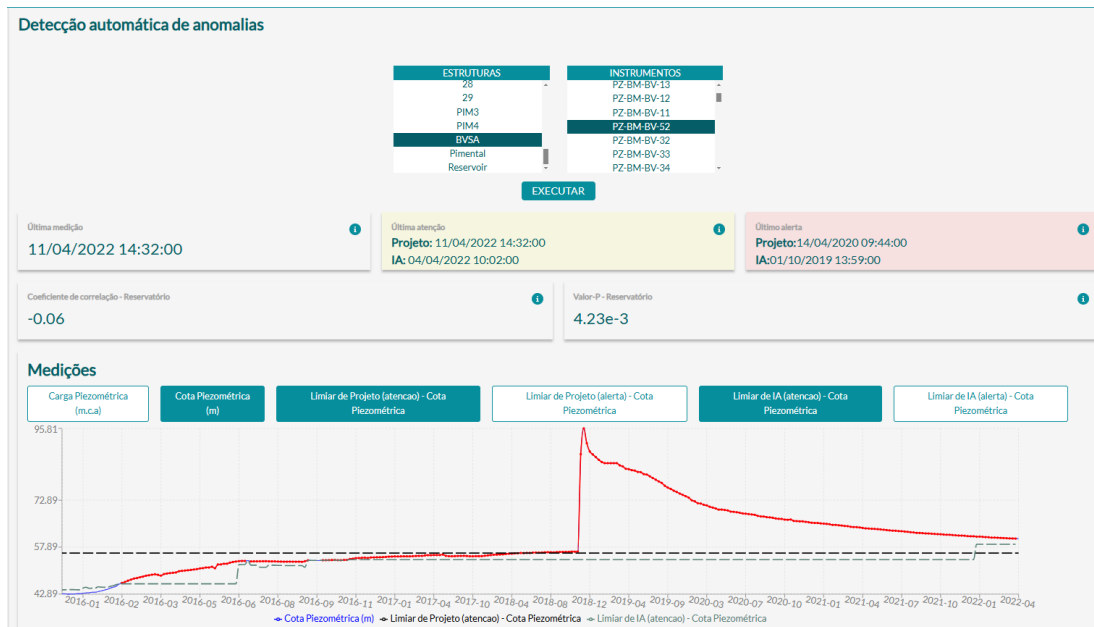 Detecção automática de anomalias
ESTRUTURAS
28
29
PIM3
PIM4
BVSA
Pimental
Reservoir
INSTRUMENTOS
PZ-BM-BV-13
PZ-BM-BV-12
PZ-BM-BV-11
PZ-BM-BV-52
PZ-BM-BV-32
PZ-BM-BV-33
PZ-BM-BV-34
EXECUTAR
Última medição
11/04/2022 14:32:00
Última atenção
Projeto: 11/04/2022 14:32:00
IA: 04/04/2022 10:02:00
Último alerta
Projeto:14/04/2020 09:44:00
IA:01/10/2019 13:59:00
Coeficiente de correlação - Reservatório
-0.06
Valor-P - Reservatório
4.23e-3
Medições
Carga Piezométrica
(m.c.a)
Cota Piezométrica
(m)
Limiar de Projeto (atencao) - Cota
Piezométrica
Limiar de Projeto (alerta) - Cota
Piezométrica
Limiar de IA (atencao) - Cota
Piezométrica
Limiar de IA (alerta) - Cota
Piezométrica
95.81
72.89
57.89
42.89
2016-01 2016-02 2016-03 2016-05 2016-06 2016-08 2016-09 2016-11 2017-01 2017-04 2017-10 2018-04 2018-08 2018-12 2019-04 2019-09 2020-03 2020-07 2020-10 2021-01 2021-04 2021-07 2021-10 2022-01 2022-04
Cota Piezométrica (m) Limiar de Projeto (atencao) - Cota Piezométrica Limiar de IA (atencao) - Cota Piezométrica